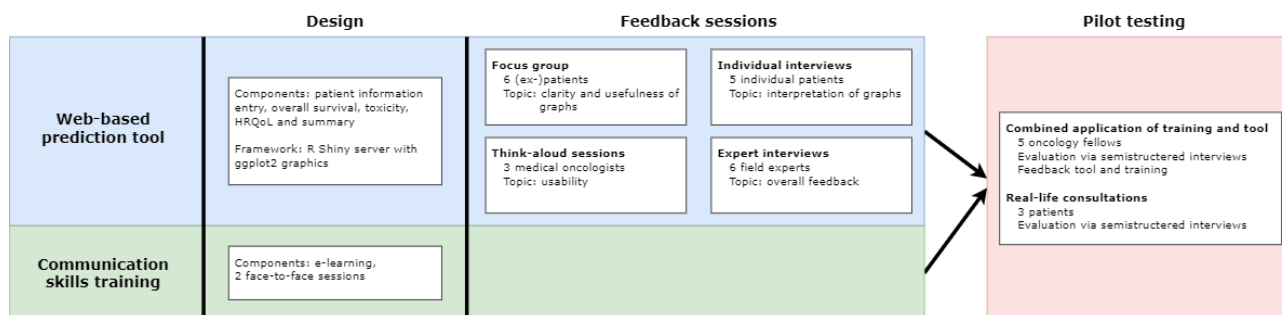 Design
Feedback sessions
Pilot testing
Web-based
prediction tool
Components: patient information
entry, overall survival, toxicity,
HRQoL and summary
Framework: R Shiny server with
ggplot2 graphics
Focus group
6 (ex-)patients
Topic: clarity and usefulness of
graphs
Individual interviews
5 individual patients
Topic: interpretation of graphs
Think-aloud sessions
3 medical oncologists
Topic: usability
Expert interviews
6 field experts
Topic: overall feedback
Combined application of training and tool
5 oncology fellows
Evaluation via semistructured interviews
Feedback tool and training
Real-life consultations
3 patients
Evaluation via semistructured interviews
Communication
skills training
Components: e-learning,
2 face-to-face sessions